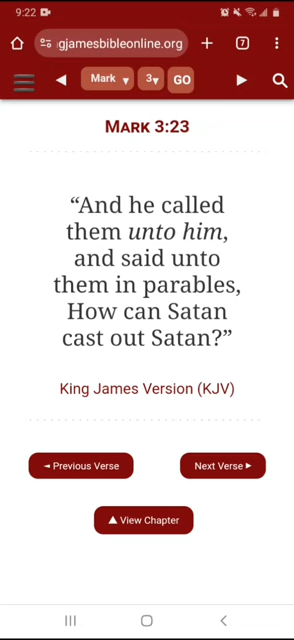 9:22
gjamesbibleonline.org
7
Mark
3
GO
MARK 3:23
“And he called
them unto him,
and said unto
them in parables,
How can Satan
cast out Satan?”
King James Version (KJV)
◄ Previous Verse
Next Verse ►
▲ View Chapter